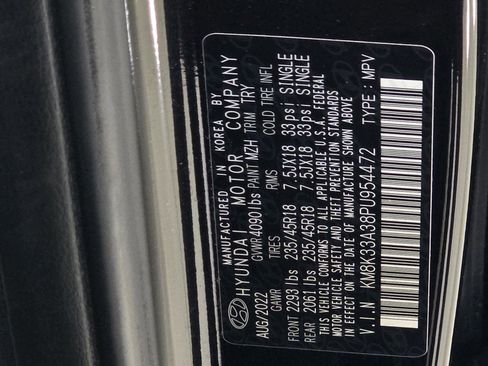 MANUFACTURED IN KOREA BY
HYUNDAI MOTOR COMPANY
AUG/2022 GVWR4090 lbs PAINT MZH TRIM TRY
GAWR TIRES RIMS COLD TIRE INFL
FRONT 2293 lbs 235/45R18 7.5JX18 33psi SINGLE
REAR 2061 lbs 235/45R18 7.5JX18 33psi SINGLE
THIS VEHICLE CONFORMS TO ALL APPLICABLE U.S.A. FEDERAL
MOTOR VEHICLE SAFETY BUMPER AND THEFT PREVENTION STANDARDS
IN EFFECT ON THE DATE OF MANUFACTURE SHOWN ABOVE
V.I.N KM8K33A38PU954472 TYPE : MPV